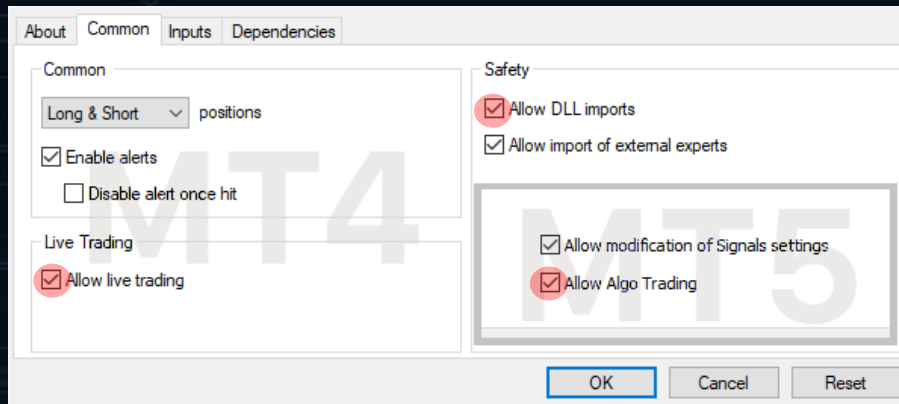 About Common Inputs Dependencies
Common
Long & Short positions
Enable alerts
Disable alert once hit
MT4
Live Trading
Allow live trading
Safety
Allow DLL imports
Allow import of external experts
MT5
Allow modification of Signals settings
Allow Algo Trading
OK Cancel Reset